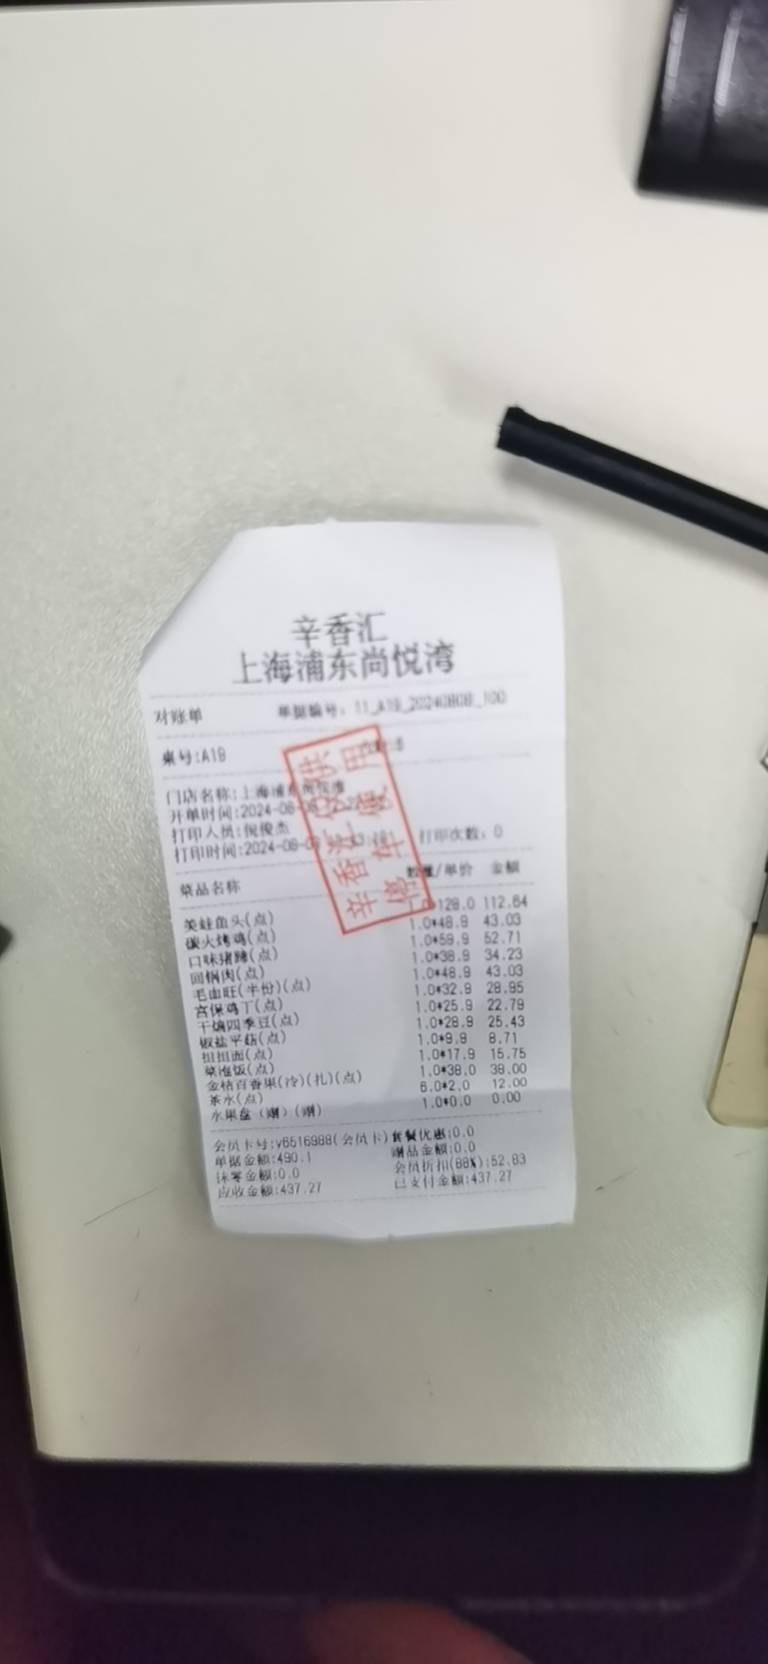 辛香汇
上海浦东尚悦湾
对账单 单据编号: 11_A19_20240808_100
桌号:A19
门店名称:上海浦东尚悦湾
开单时间:2024-08-0
打印人员:倪俊杰
打印时间:2024-08-0 打印次数: 0
辛香汇 停车 使用
菜品名称 数量/单价 金额
美蛙鱼头(点) 128.0 112.64
碳火烤鸡(点) 1.0*48.9 43.03
口味猪蹄(点) 1.0*59.9 52.71
回锅肉(点) 1.0*38.9 34.23
毛血旺(半份)(点) 1.0*48.9 43.03
宫保鸡丁(点) 1.0*32.9 28.95
干煸四季豆(点) 1.0*25.9 22.79
椒盐平菇(点) 1.0*28.9 25.43
担担面(点) 1.0*9.9 8.71
菜泡饭(点) 1.0*17.9 15.75
金桔百香果(冷)(扎)(点) 1.0*38.0 38.00
茶水(点) 6.0*2.0 12.00
水果盘 (赠) (赠) 1.0*0.0 0.00
会员卡号:v6516988(会员卡) 套餐优惠:0.0
单据金额:490.1 赠品金额:0.0
抹零金额:0.0 会员折扣(88%):52.83
应收金额:437.27 已支付金额:437.27